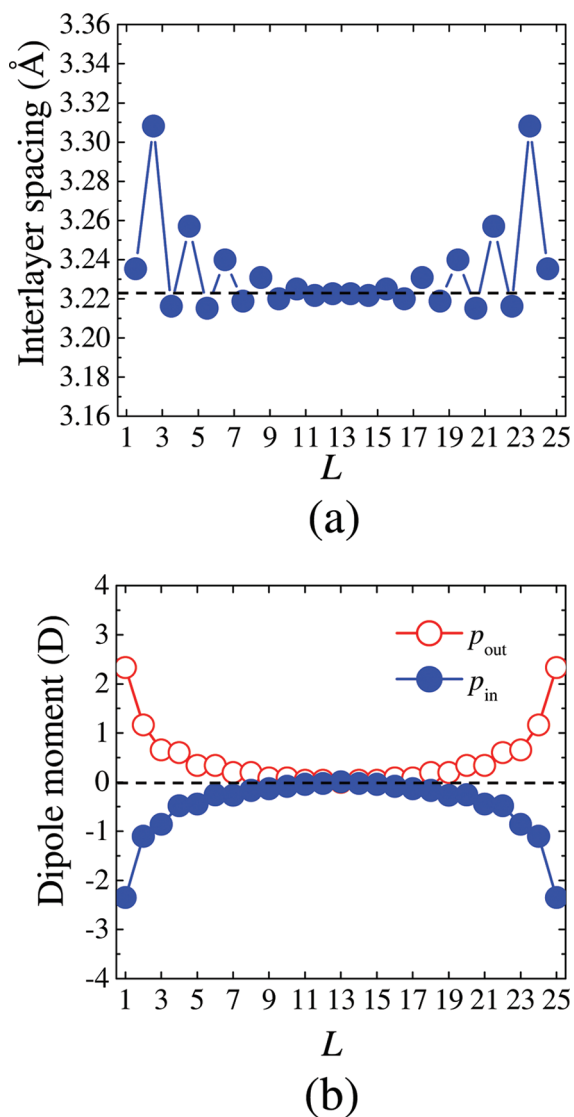 3.36
3.34
3.32
3.30
3.28
3.26
3.24
3.22
3.20
3.18
3.16
Interlayer spacing (Å)
1 3 5 7 9 11 13 15 17 19 21 23 25
L
(a)
4
3
2
1
0
-1
-2
-3
-4
Dipole moment (D)
p_out
p_in
1 3 5 7 9 11 13 15 17 19 21 23 25
L
(b)